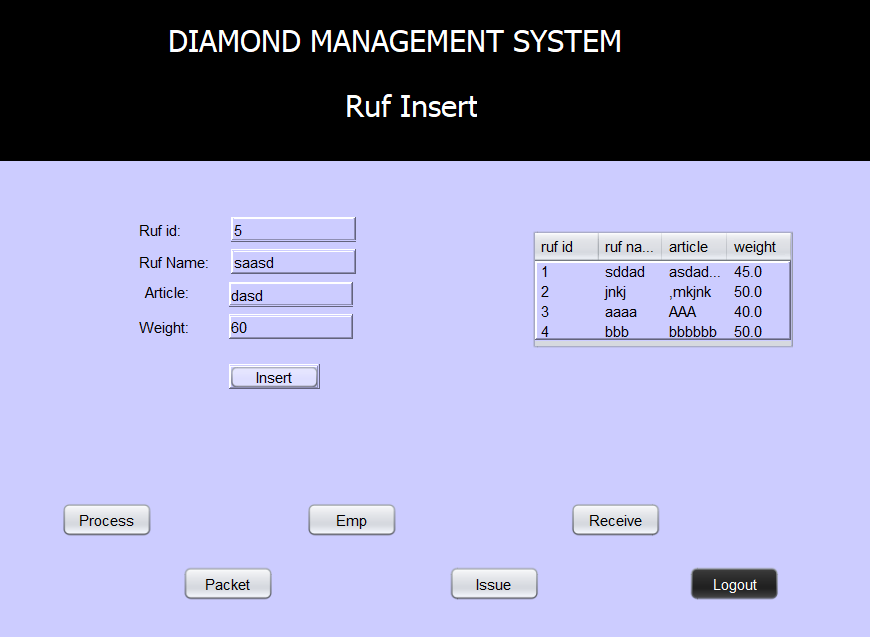 DIAMOND MANAGEMENT SYSTEM
Ruf Insert
Ruf id: 5
Ruf Name: saasd
Article: dasd
Weight: 60
Insert
ruf id ruf na... article weight
1 sddad asdad... 45.0
2 jnkj ,mkjnk 50.0
3 aaaa AAA 40.0
4 bbb bbbbbb 50.0
Process Emp Receive
Packet Issue Logout